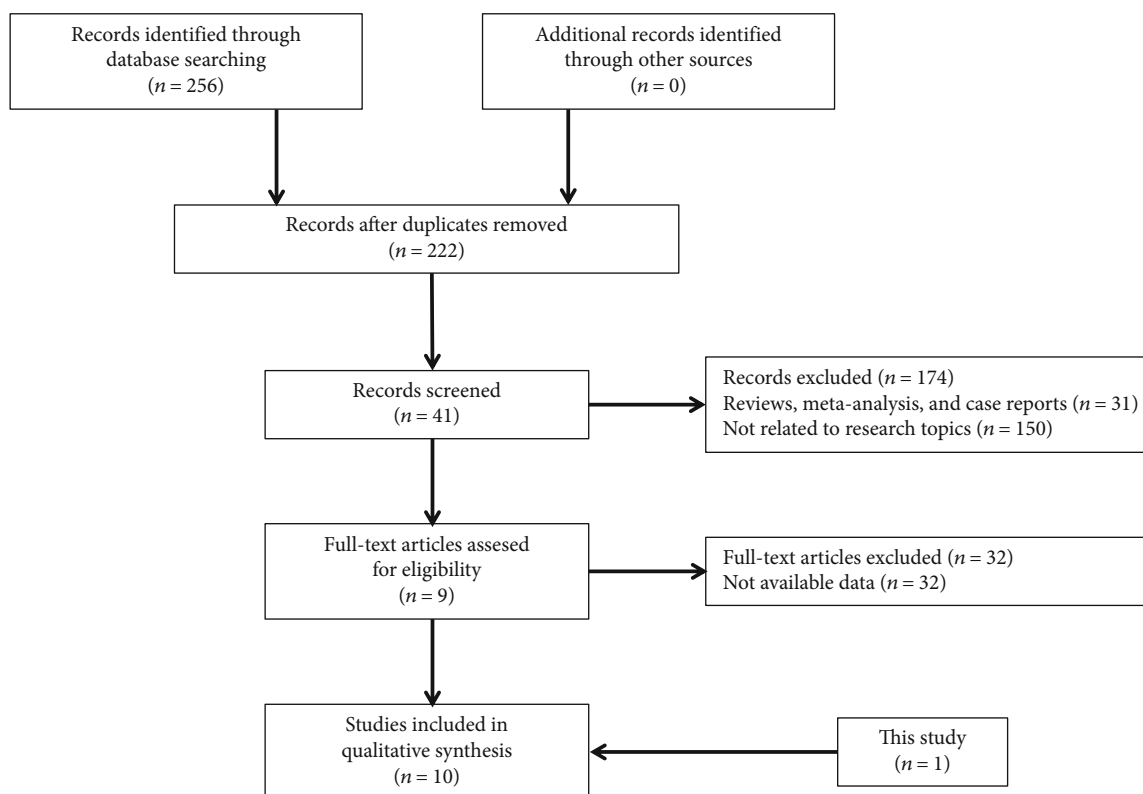 Records identified through
database searching
(n = 256)
Additional records identified
through other sources
(n = 0)
Records after duplicates removed
(n = 222)
Records screened
(n = 41)
Records excluded (n = 174)
Reviews, meta-analysis, and case reports (n = 31)
Not related to research topics (n = 150)
Full-text articles assesed
for eligibility
(n = 9)
Full-text articles excluded (n = 32)
Not available data (n = 32)
Studies included in
qualitative synthesis
(n = 10)
This study
(n = 1)